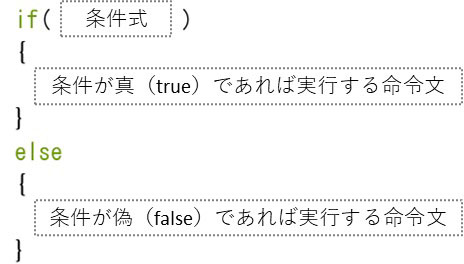 if( 条件式 )
{
条件が真（true）であれば実行する命令文
}
else
{
条件が偽（false）であれば実行する命令文
}